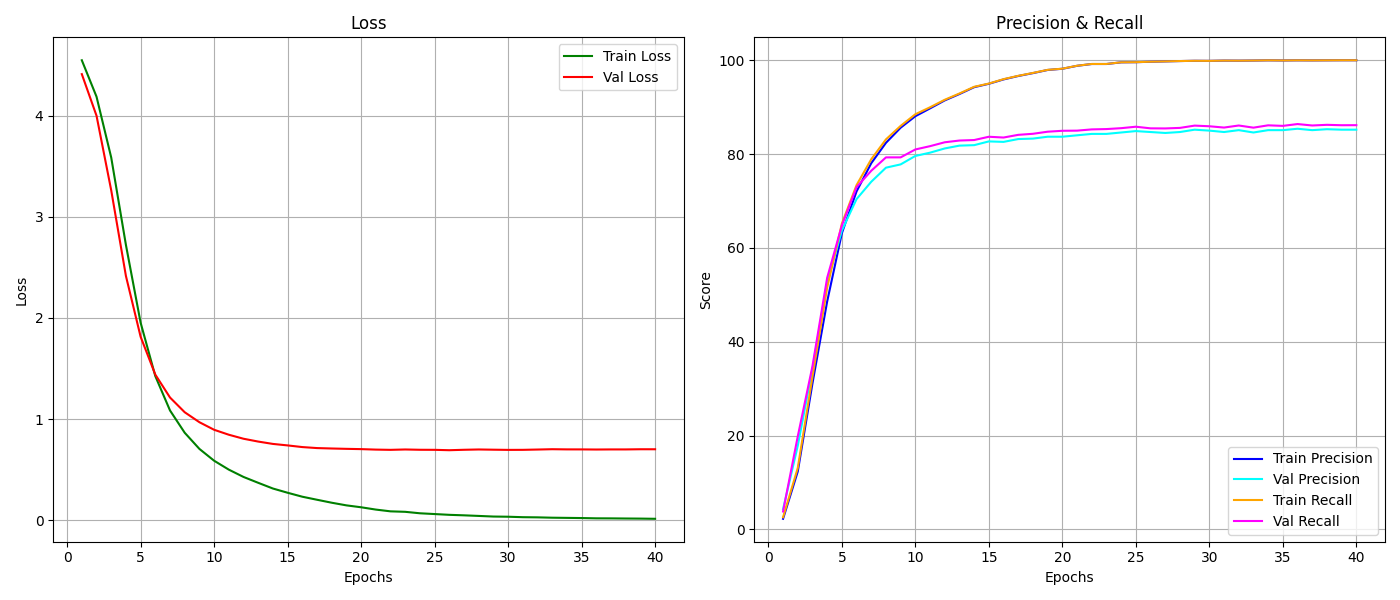 Loss
Train Loss
Val Loss
4
3
2
1
0
Loss
0 5 10 15 20 25 30 35 40
Epochs
Precision & Recall
100
80
60
40
20
0
Score
Train Precision
Val Precision
Train Recall
Val Recall
0 5 10 15 20 25 30 35 40
Epochs